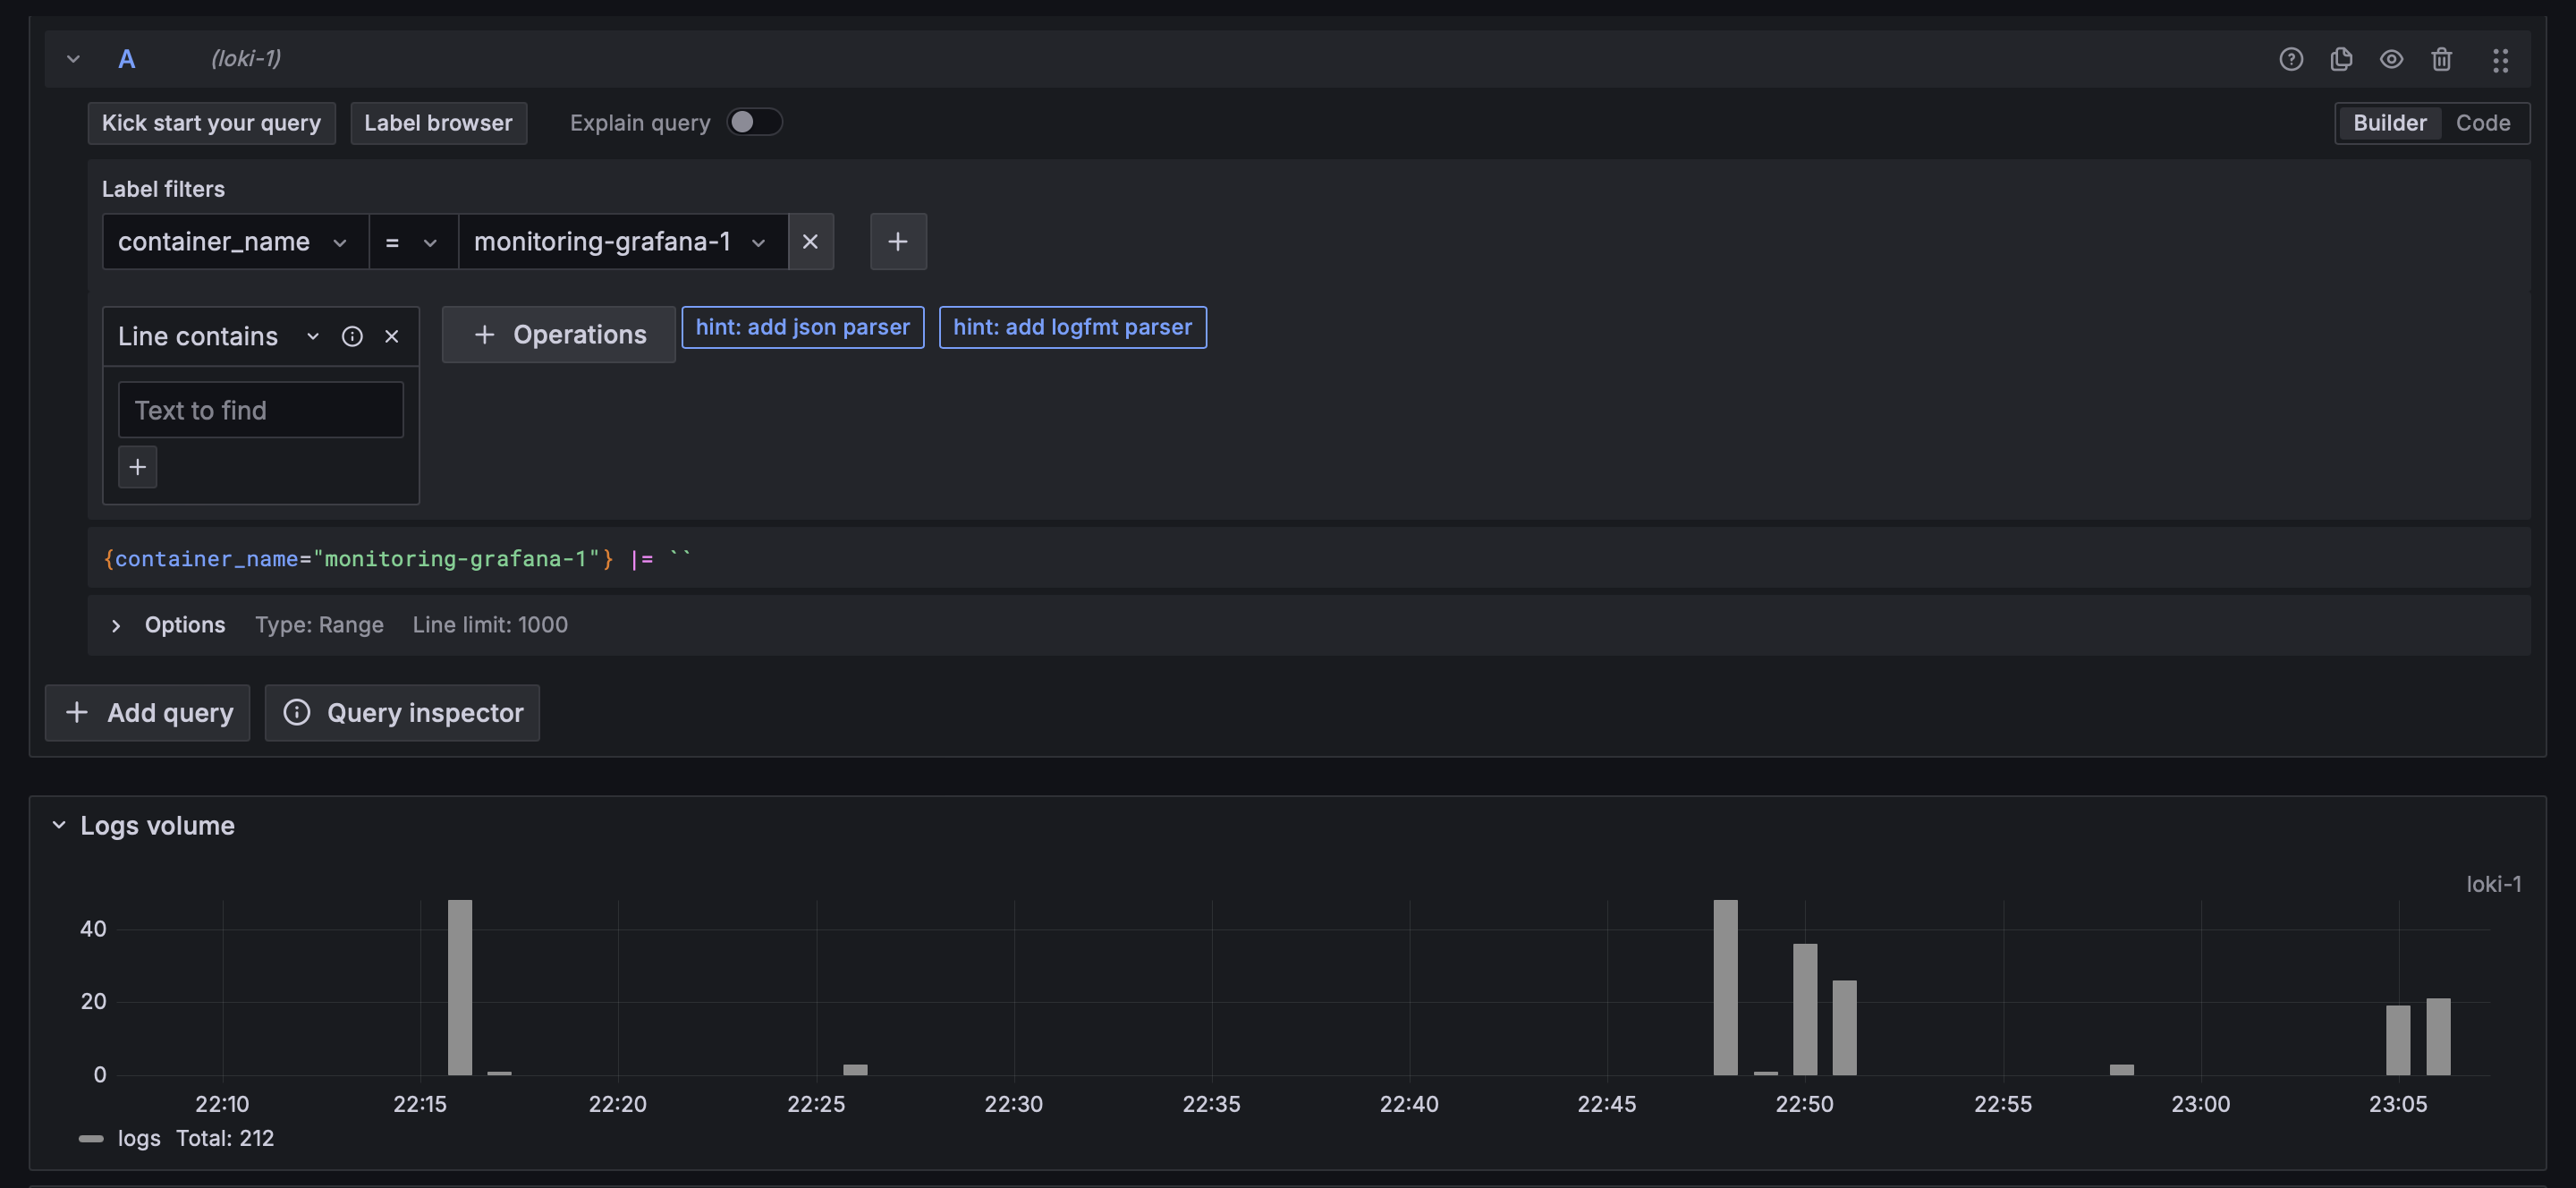 A (loki-1)
Kick start your query Label browser Explain query Builder Code
Label filters
container_name = monitoring-grafana-1
Line contains Operations hint: add json parser hint: add logfmt parser
Text to find
{container_name="monitoring-grafana-1"} |= ``
Options Type: Range Line limit: 1000
Add query Query inspector
Logs volume
loki-1
40
20
0
22:10 22:15 22:20 22:25 22:30 22:35 22:40 22:45 22:50 22:55 23:00 23:05
logs Total: 212